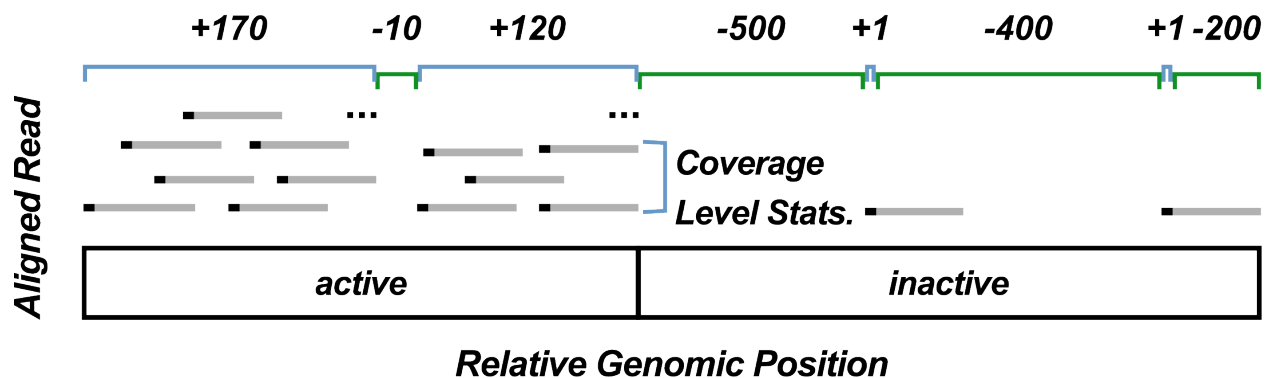 +170 -10 +120 -500 +1 -400 +1 -200
Aligned Read
... ...
Coverage
Level Stats.
active inactive
Relative Genomic Position